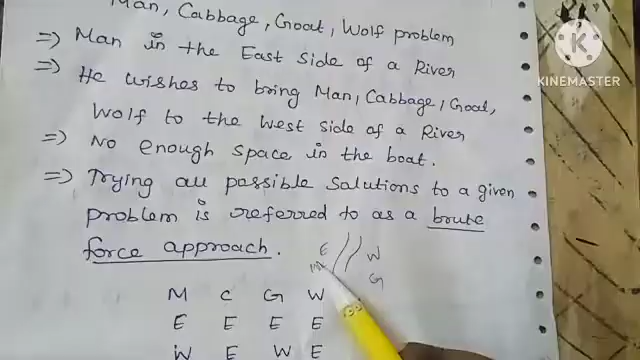 Man, Cabbage, Goat, Wolf problem
=> Man in the East side of a River
=> He wishes to bring Man, Cabbage, Goat,
Wolf to the West side of a River
=> No enough space in the boat.
=> Trying all possible solutions to a given
problem is referred to as a brute
force approach.
E W
M G
M C G W
E E E E
W E W E
K
KINEMASTER